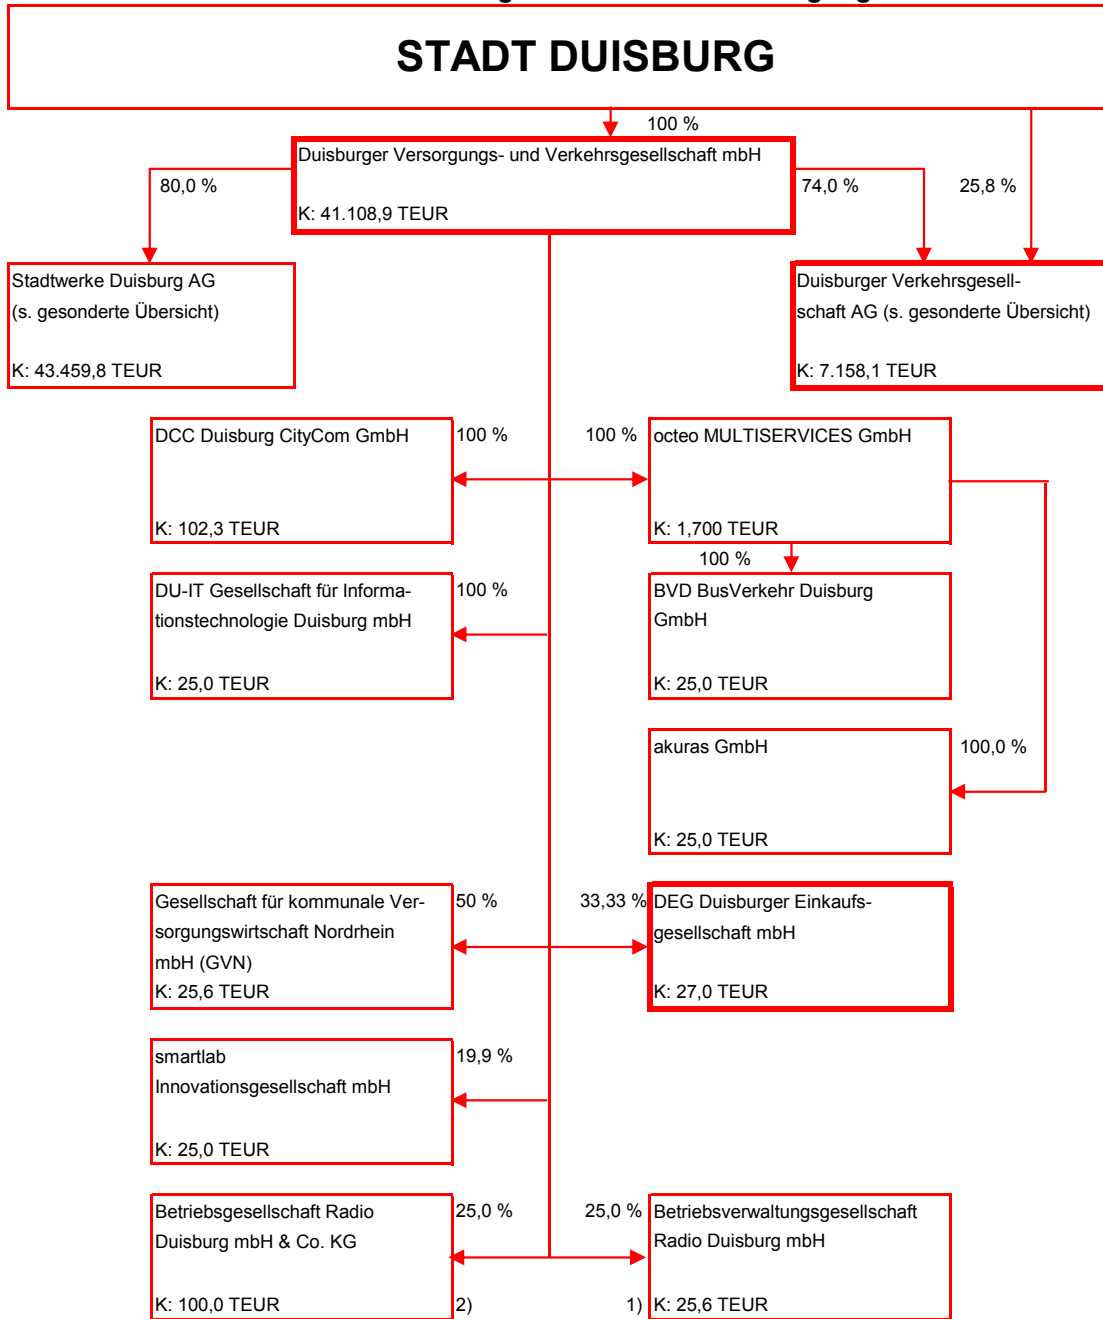 STADT DUISBURG
100 %
Duisburger Versorgungs- und Verkehrsgesellschaft mbH
K: 41.108,9 TEUR
80,0 %
74,0 %
25,8 %
Stadtwerke Duisburg AG
(s. gesonderte Übersicht)
K: 43.459,8 TEUR
Duisburger Verkehrsgesell-
schaft AG (s. gesonderte Übersicht)
K: 7.158,1 TEUR
DCC Duisburg CityCom GmbH
K: 102,3 TEUR
100 %
100 %
octeo MULTISERVICES GmbH
K: 1,700 TEUR
100 %
DU-IT Gesellschaft für Informa-
tionstechnologie Duisburg mbH
K: 25,0 TEUR
100 %
BVD BusVerkehr Duisburg
GmbH
K: 25,0 TEUR
akuras GmbH
K: 25,0 TEUR
100,0 %
Gesellschaft für kommunale Ver-
sorgungswirtschaft Nordrhein
mbH (GVN)
K: 25,6 TEUR
50 %
33,33 %
DEG Duisburger Einkaufs-
gesellschaft mbH
K: 27,0 TEUR
smartlab
Innovationsgesellschaft mbH
K: 25,0 TEUR
19,9 %
Betriebsgesellschaft Radio
Duisburg mbH & Co. KG
K: 100,0 TEUR
25,0 %
2)
25,0 %
1)
Betriebsverwaltungsgesellschaft
Radio Duisburg mbH
K: 25,6 TEUR